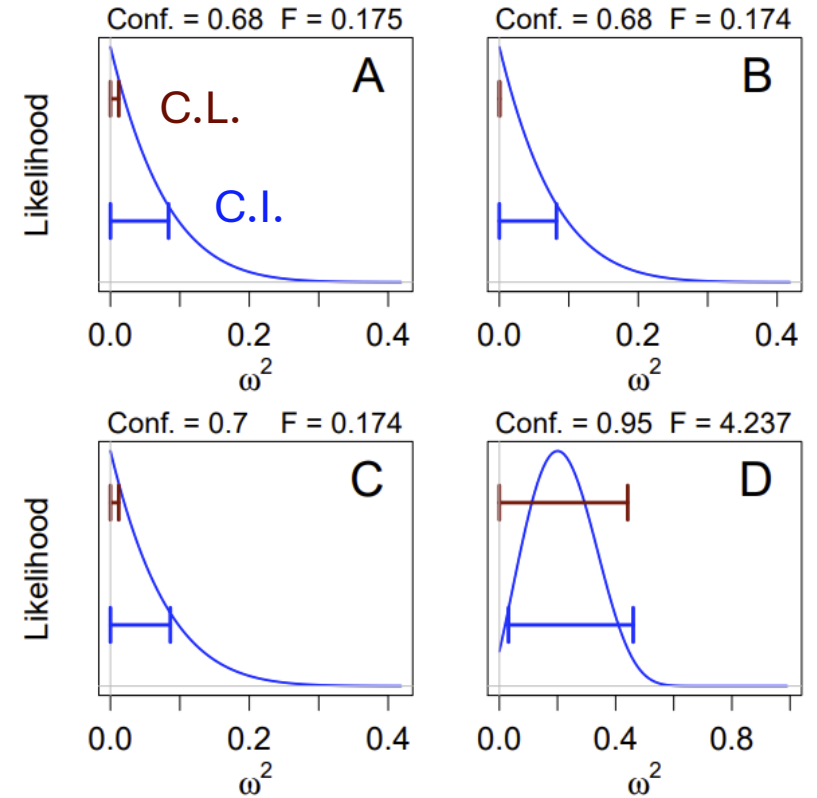 Conf. = 0.68 F = 0.175
Conf. = 0.68 F = 0.174
A
B
C.L.
C.I.
Likelihood
0.0 0.2 0.4
0.0 0.2 0.4
ω²
ω²
Conf. = 0.7 F = 0.174
Conf. = 0.95 F = 4.237
C
D
Likelihood
0.0 0.2 0.4
0.0 0.4 0.8
ω²
ω²